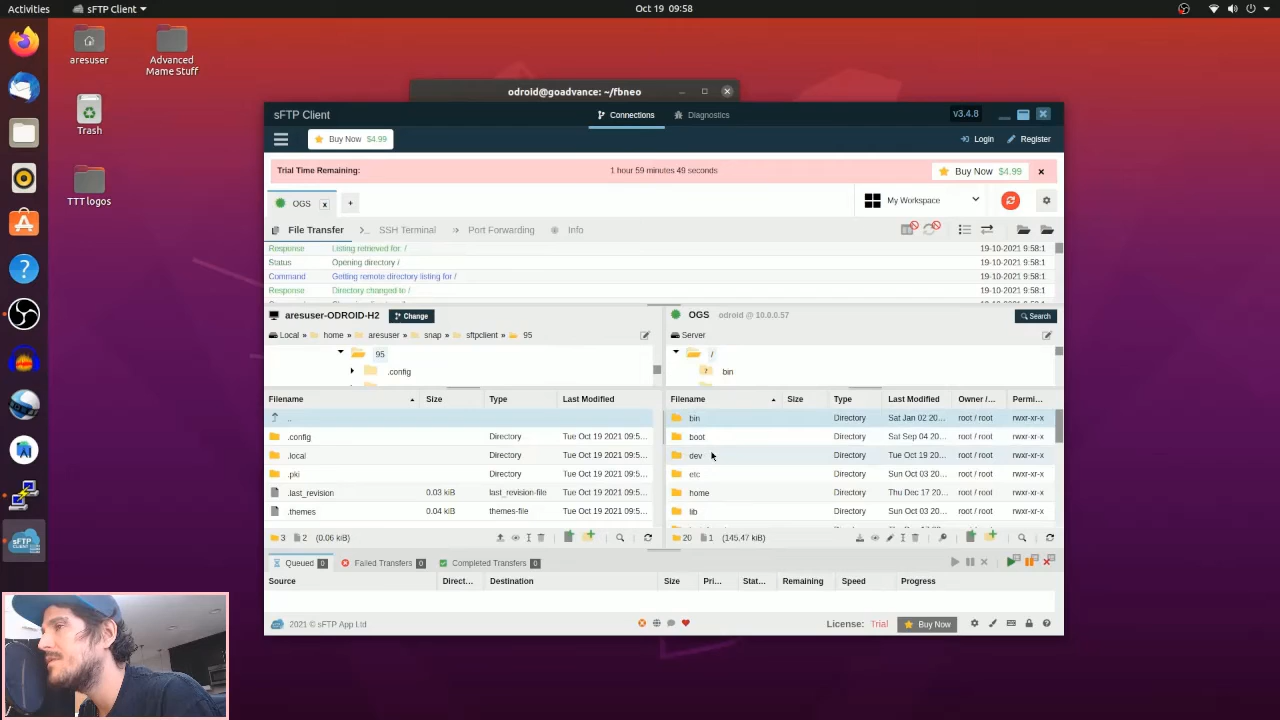 Activities
sFTP Client
Oct 19 09:58
aresuser
Advanced
Mame Stuff
Trash
TTT logos
odroid@goadvance: ~/fbneo
sFTP Client
Connections
Diagnostics
v3.4.8
Buy Now $4.99
Login
Register
Trial Time Remaining:
1 hour 59 minutes 49 seconds
Buy Now $4.99
OGS x
+
My Workspace
File Transfer
SSH Terminal
Port Forwarding
Info
Response Listing retrieved for: / 19-10-2021 9:58:1
Status Opening directory / 19-10-2021 9:58:1
Command Getting remote directory listing for / 19-10-2021 9:58:1
Response Directory changed to / 19-10-2021 9:58:1
aresuser-ODROID-H2 Change
OGS odroid @ 10.0.0.57 Search
Local » home » aresuser » snap » sftpclient » 95
Server
95
.config
/
bin
Filename Size Type Last Modified
..
.config Directory Tue Oct 19 2021 09:5...
.local Directory Tue Oct 19 2021 09:5...
.pki Directory Tue Oct 19 2021 09:5...
.last_revision 0.03 kiB last_revision-file Tue Oct 19 2021 09:5...
.themes 0.04 kiB themes-file Tue Oct 19 2021 09:5...
3 2 (0.06 kiB)
Filename Size Type Last Modified Owner /... Permi...
bin Directory Sat Jan 02 20... root / root rwxr-xr-x
boot Directory Sat Sep 04 20... root / root rwxr-xr-x
dev Directory Tue Oct 19 20... root / root rwxr-xr-x
etc Directory Sun Oct 03 20... root / root rwxr-xr-x
home Directory Thu Dec 17 20... root / root rwxr-xr-x
lib Directory Sun Oct 03 20... root / root rwxr-xr-x
20 1 (145.47 kiB)
Queued 0
Failed Transfers 0
Completed Transfers 0
Source Direct... Destination Size Pri... Stat... Remaining Speed Progress
2021 © sFTP App Ltd
License: Trial
Buy Now